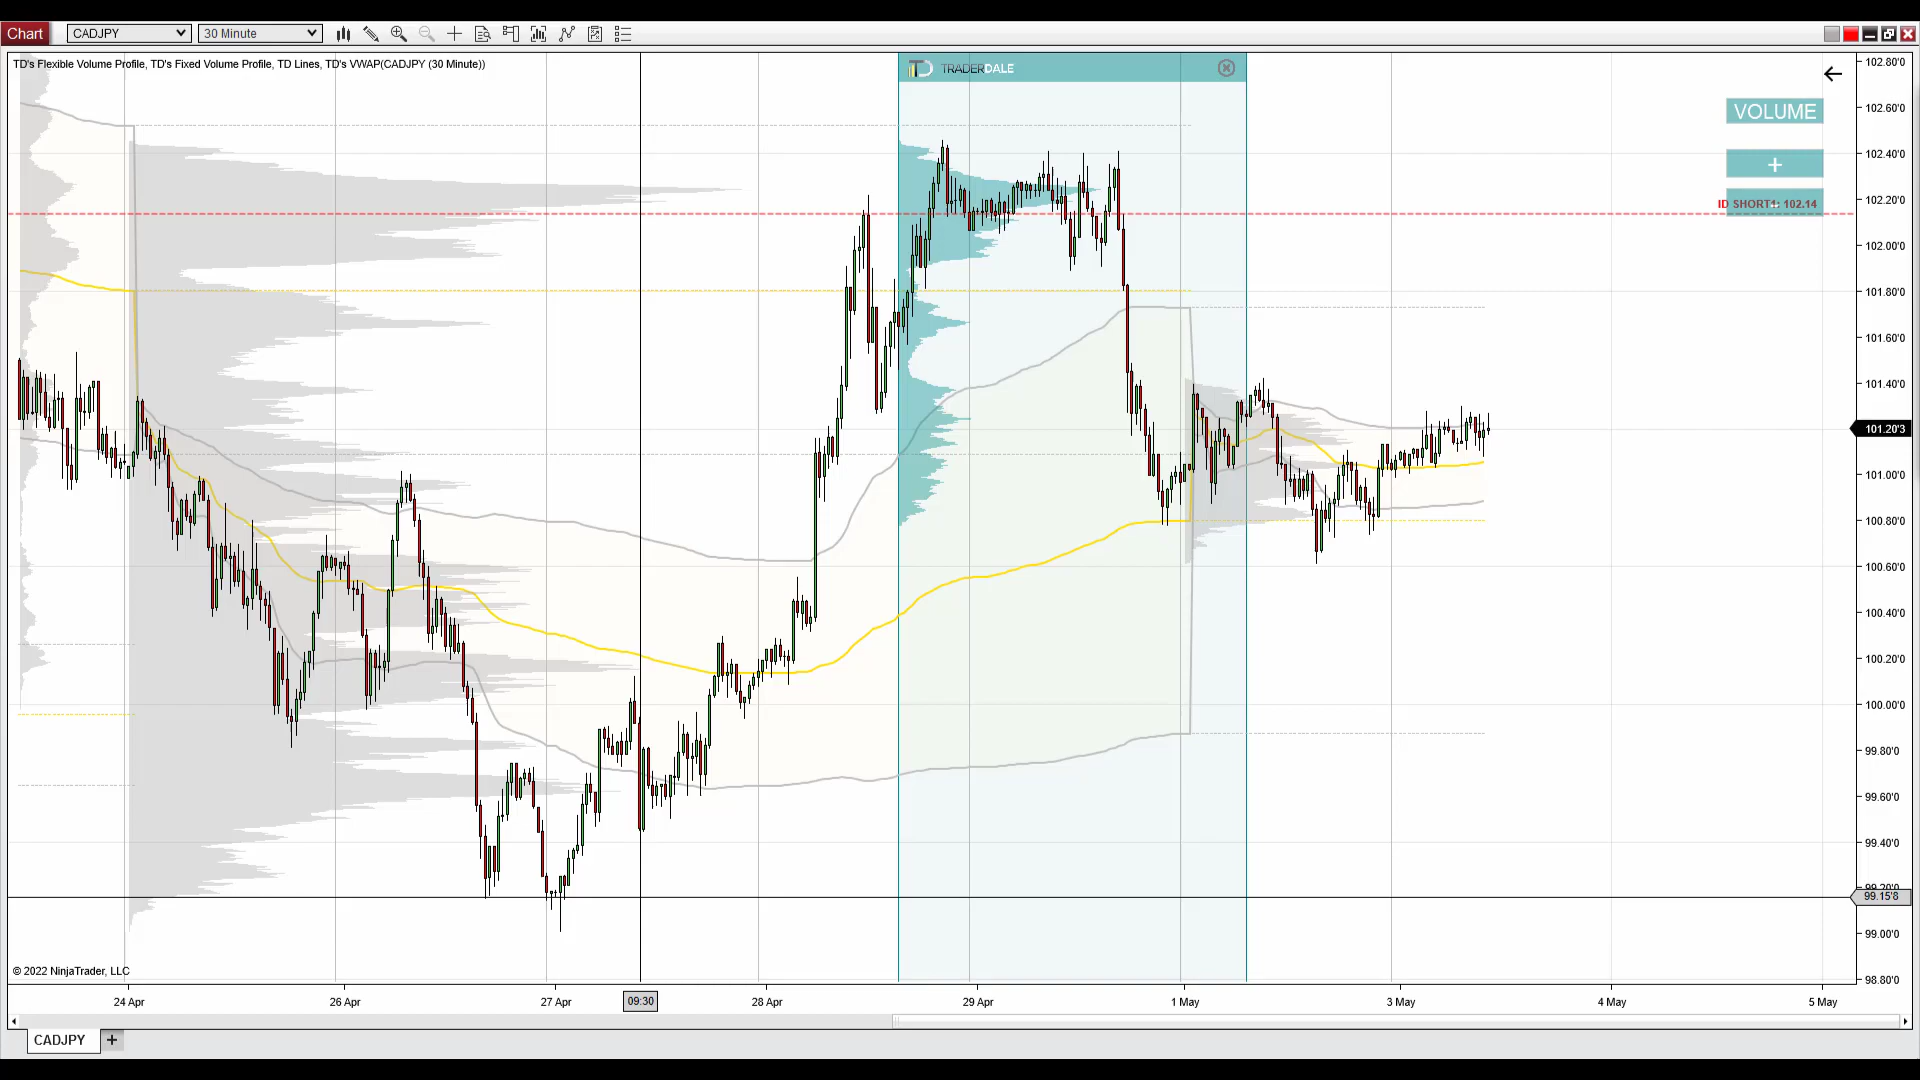 Chart CADJPY 30 Minute
TD's Flexible Volume Profile, TD's Fixed Volume Profile, TD Lines, TD's VWAP(CADJPY (30 Minute))
TRADERDALE
VOLUME
+
ID SHORT1: 102.14
102.80'0
102.60'0
102.40'0
102.20'0
102.00'0
101.80'0
101.60'0
101.40'0
101.20'3
101.00'0
100.80'0
100.60'0
100.40'0
100.20'0
100.00'0
99.80'0
99.60'0
99.40'0
99.20'0
99.15'8
99.00'0
98.80'0
© 2022 NinjaTrader, LLC
24 Apr 26 Apr 27 Apr 09:30 28 Apr 29 Apr 1 May 3 May 4 May 5 May
CADJPY +